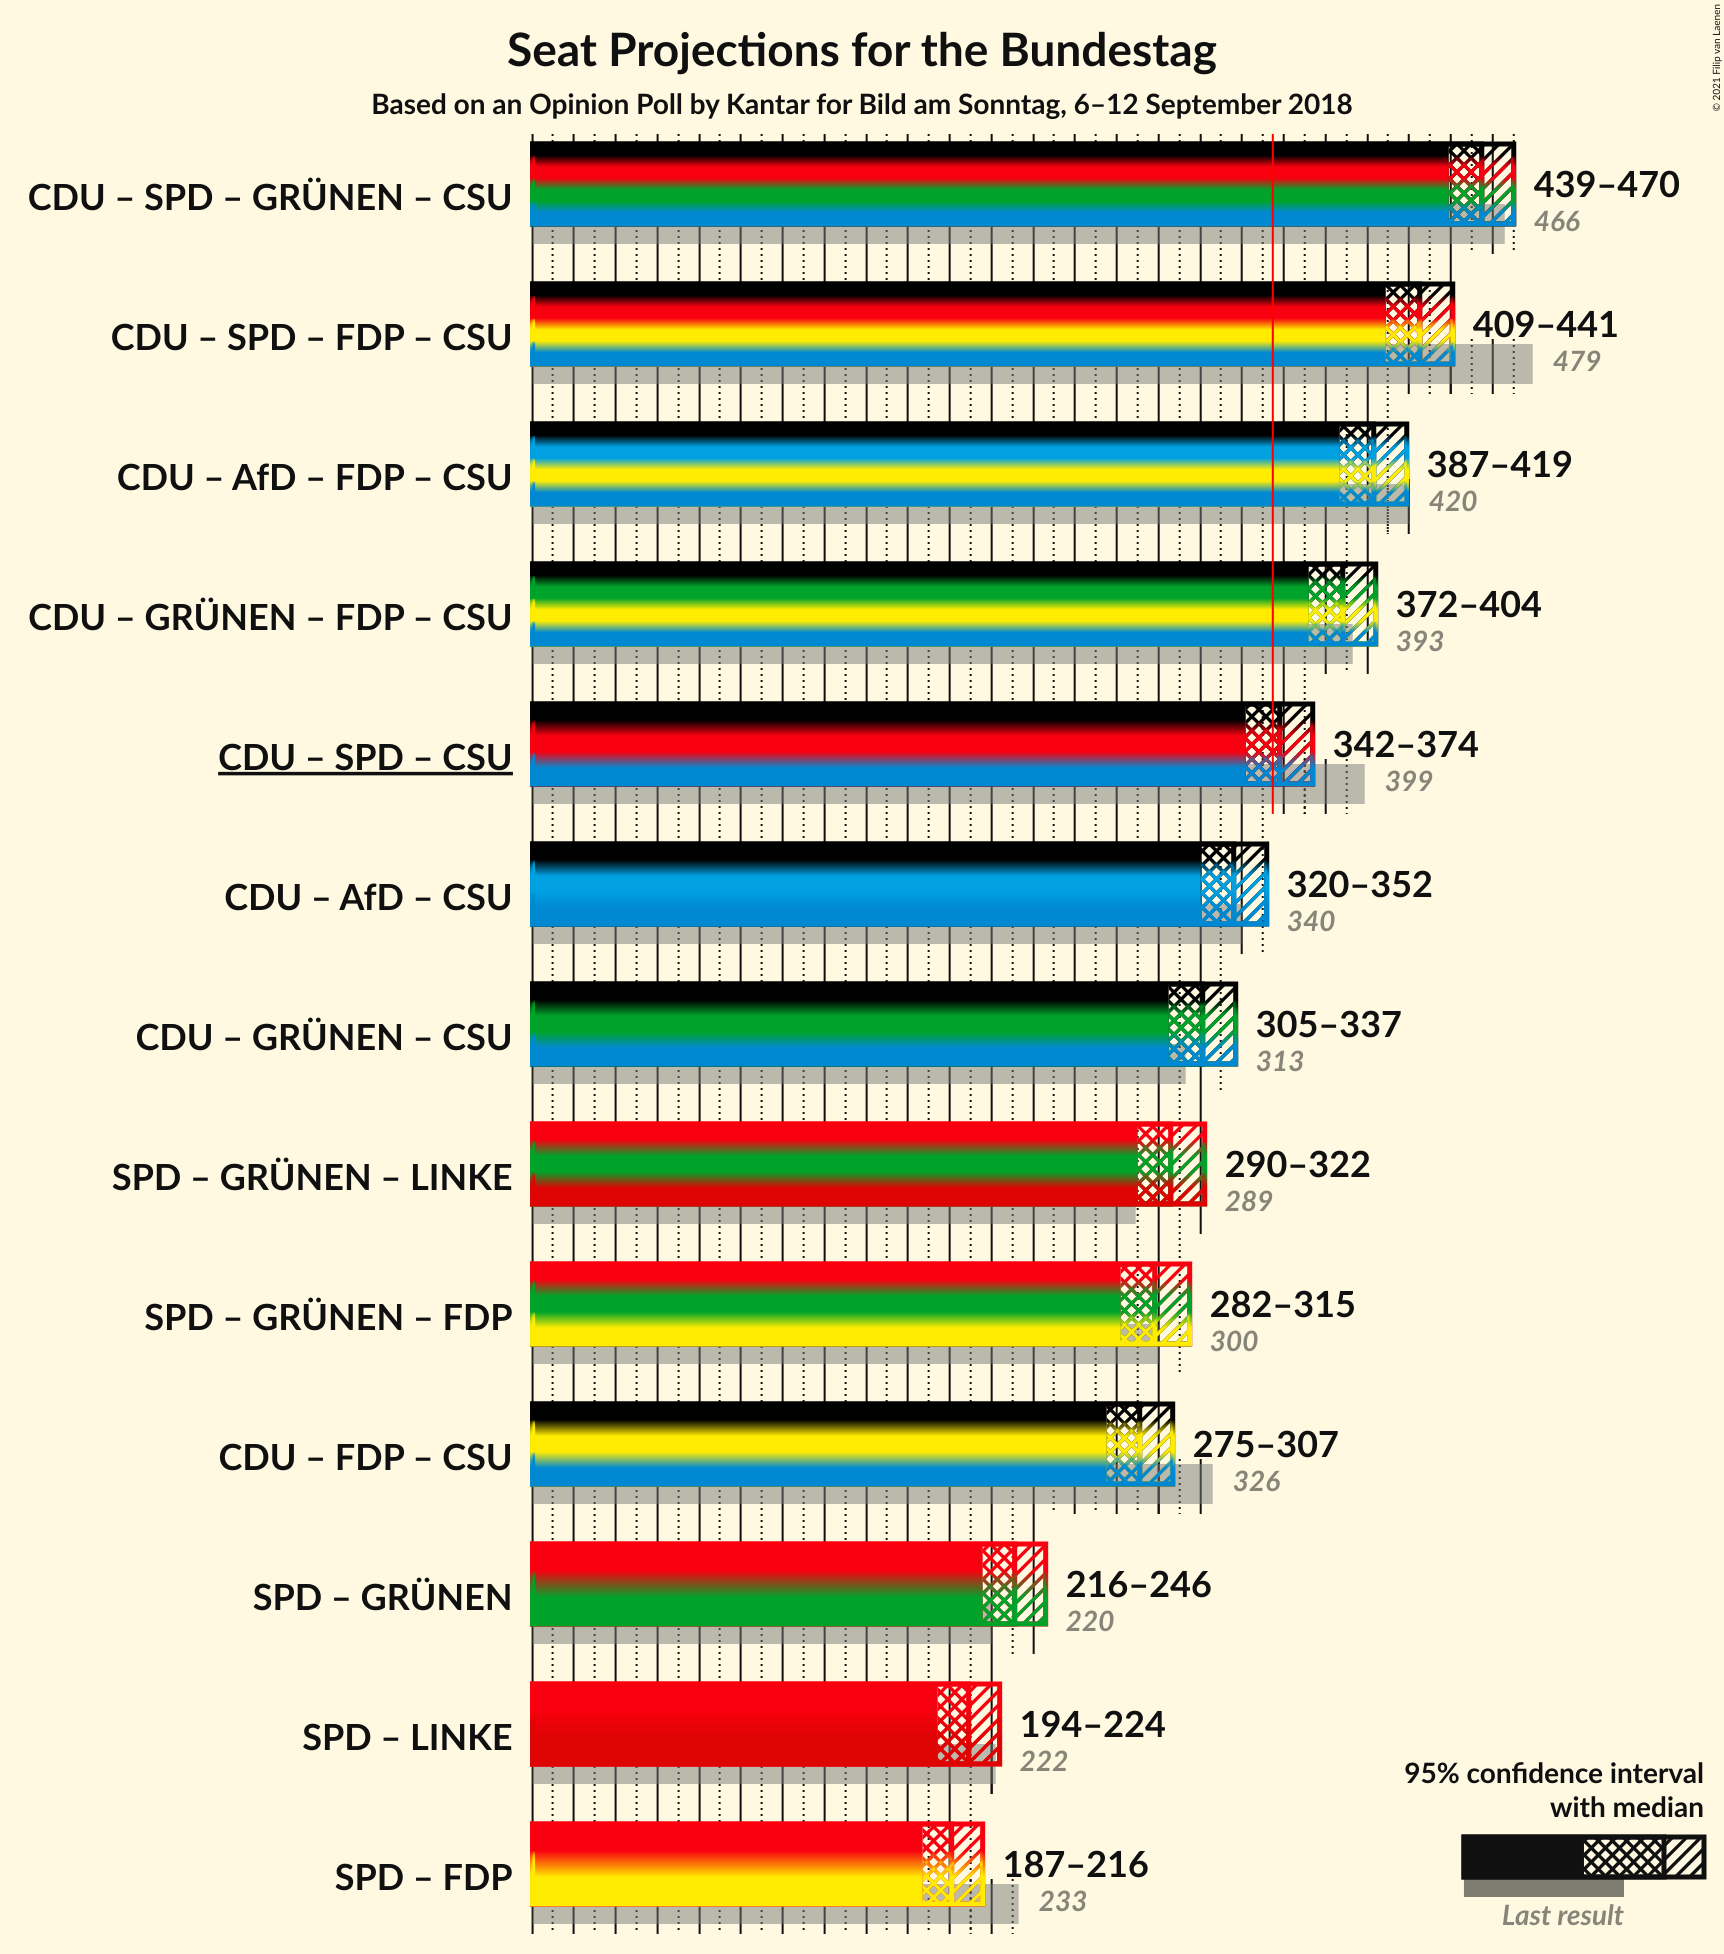 Seat Projections for the Bundestag
Based on an Opinion Poll by Kantar for Bild am Sonntag, 6–12 September 2018
© 2021 Filip van Laenen
CDU – SPD – GRÜNEN – CSU
439–470
466
CDU – SPD – FDP – CSU
409–441
479
CDU – AfD – FDP – CSU
387–419
420
CDU – GRÜNEN – FDP – CSU
372–404
393
CDU – SPD – CSU
342–374
399
CDU – AfD – CSU
320–352
340
CDU – GRÜNEN – CSU
305–337
313
SPD – GRÜNEN – LINKE
290–322
289
SPD – GRÜNEN – FDP
282–315
300
CDU – FDP – CSU
275–307
326
SPD – GRÜNEN
216–246
220
SPD – LINKE
194–224
222
SPD – FDP
187–216
233
95% confidence interval
with median
Last result